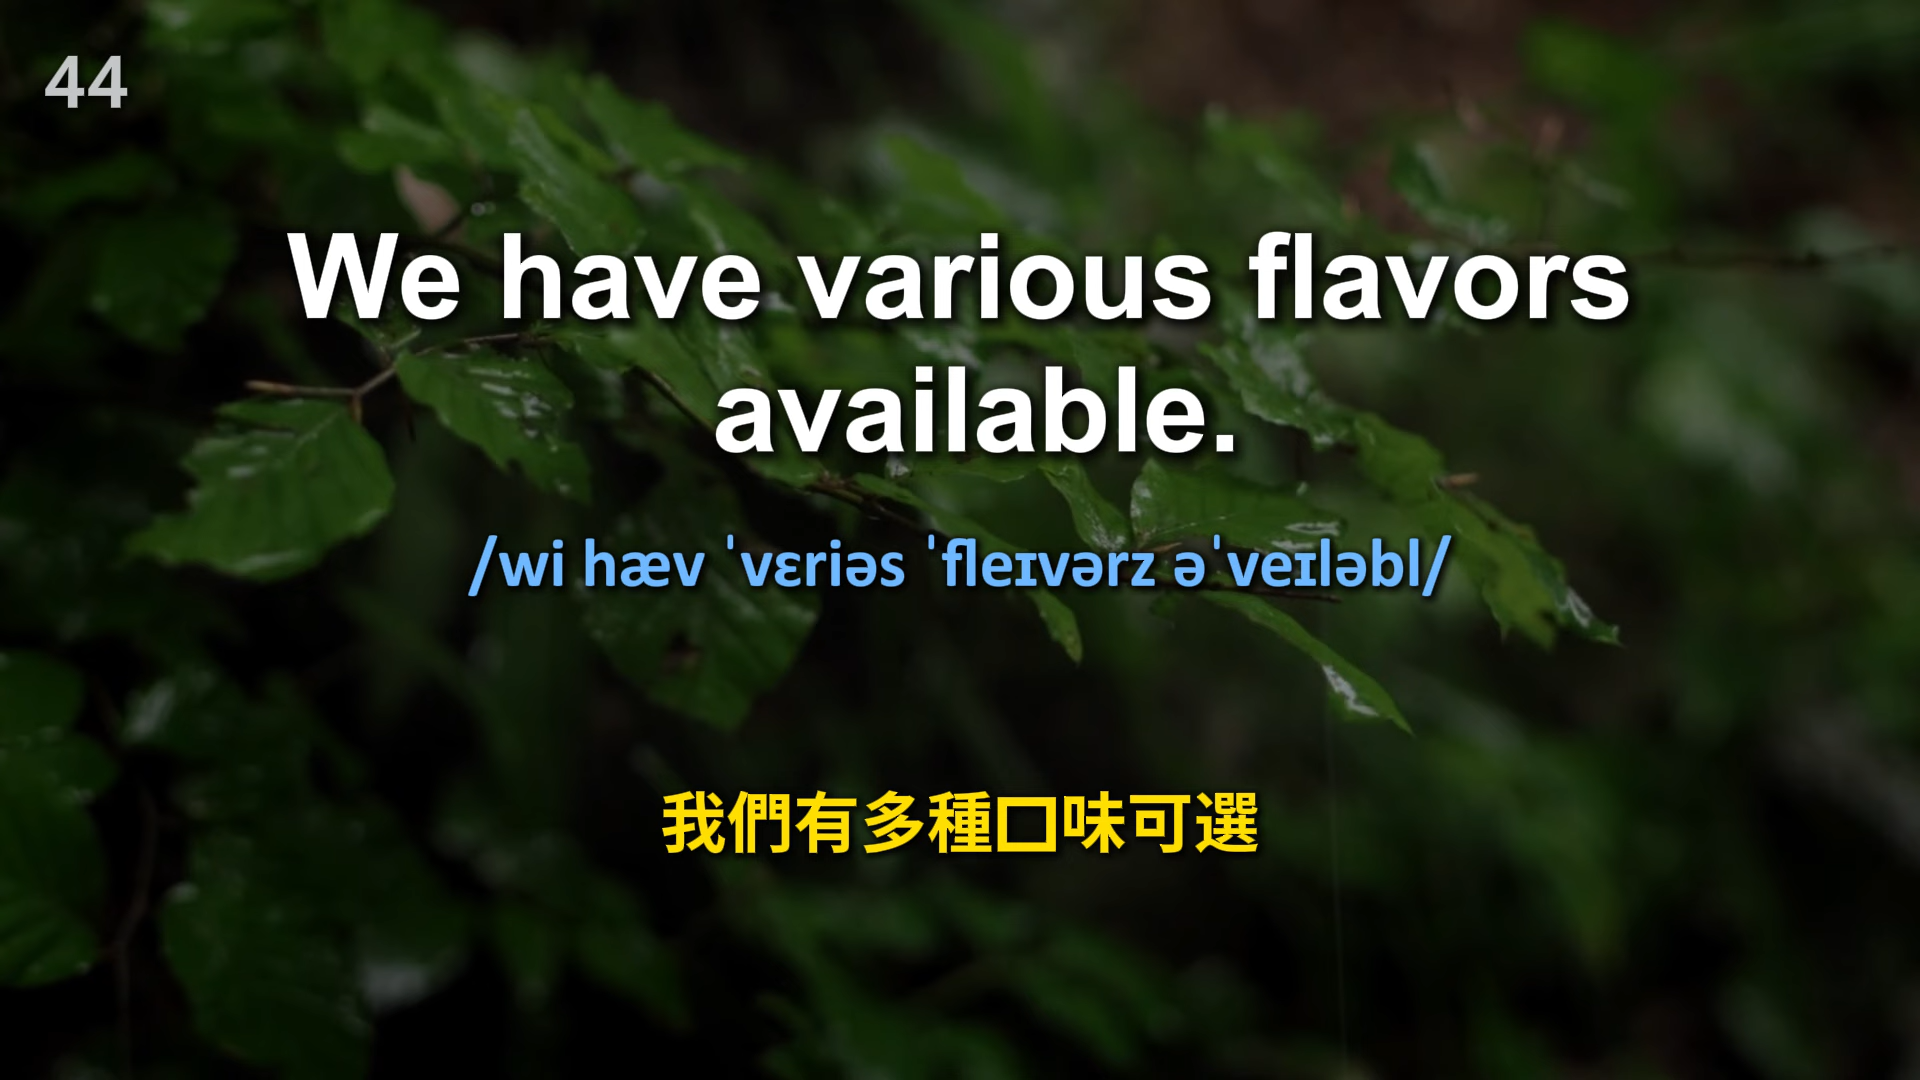 44
We have various flavors
available.
/wi hæv ˈvɛriəs ˈfleɪvərz əˈveɪləbl/
我們有多種口味可選